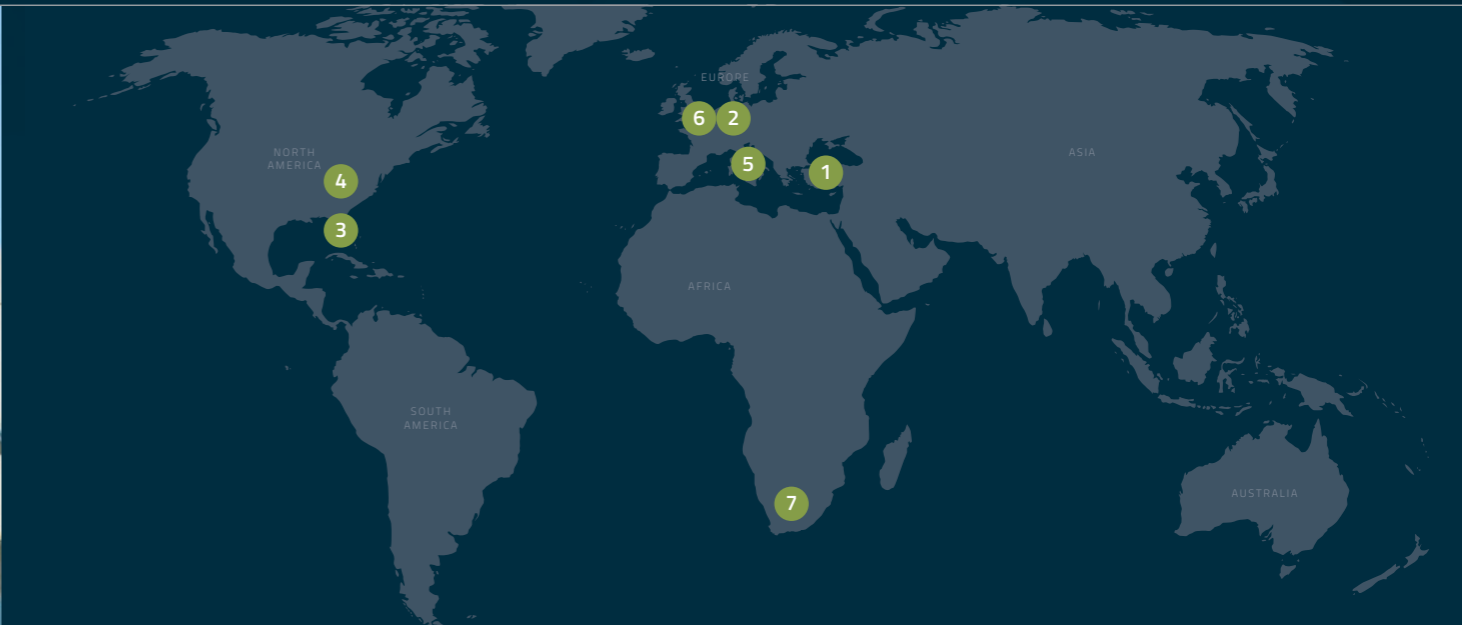 EUROPE
6
2
NORTH
AMERICA
ASIA
5
1
4
3
AFRICA
SOUTH
AMERICA
AUSTRALIA
7